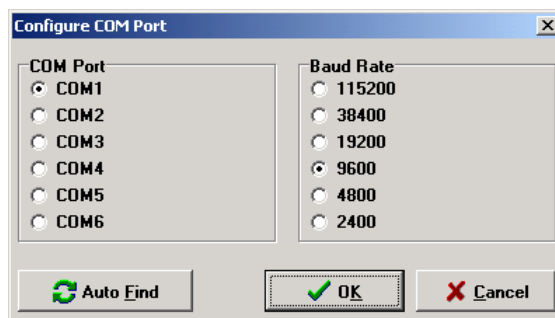 Configure COM Port
COM Port
COM1
COM2
COM3
COM4
COM5
COM6
Baud Rate
115200
38400
19200
9600
4800
2400
Auto Find
OK
Cancel